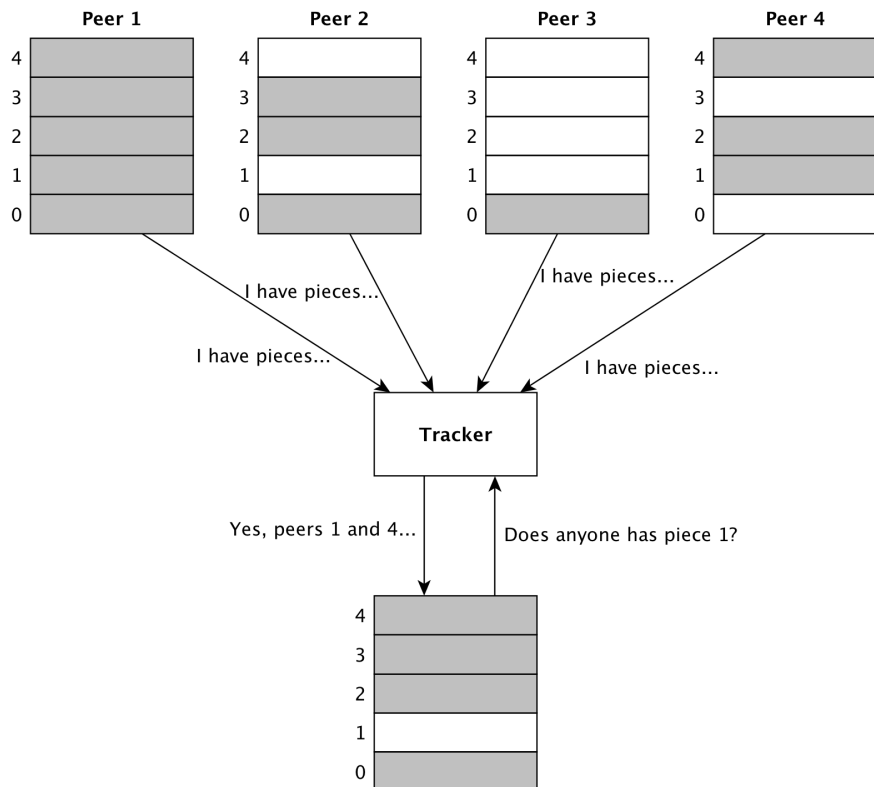 Peer 1
Peer 2
Peer 3
Peer 4
4
3
2
1
0
4
3
2
1
0
4
3
2
1
0
4
3
2
1
0
I have pieces...
I have pieces...
I have pieces...
I have pieces...
Tracker
Yes, peers 1 and 4...
Does anyone has piece 1?
4
3
2
1
0